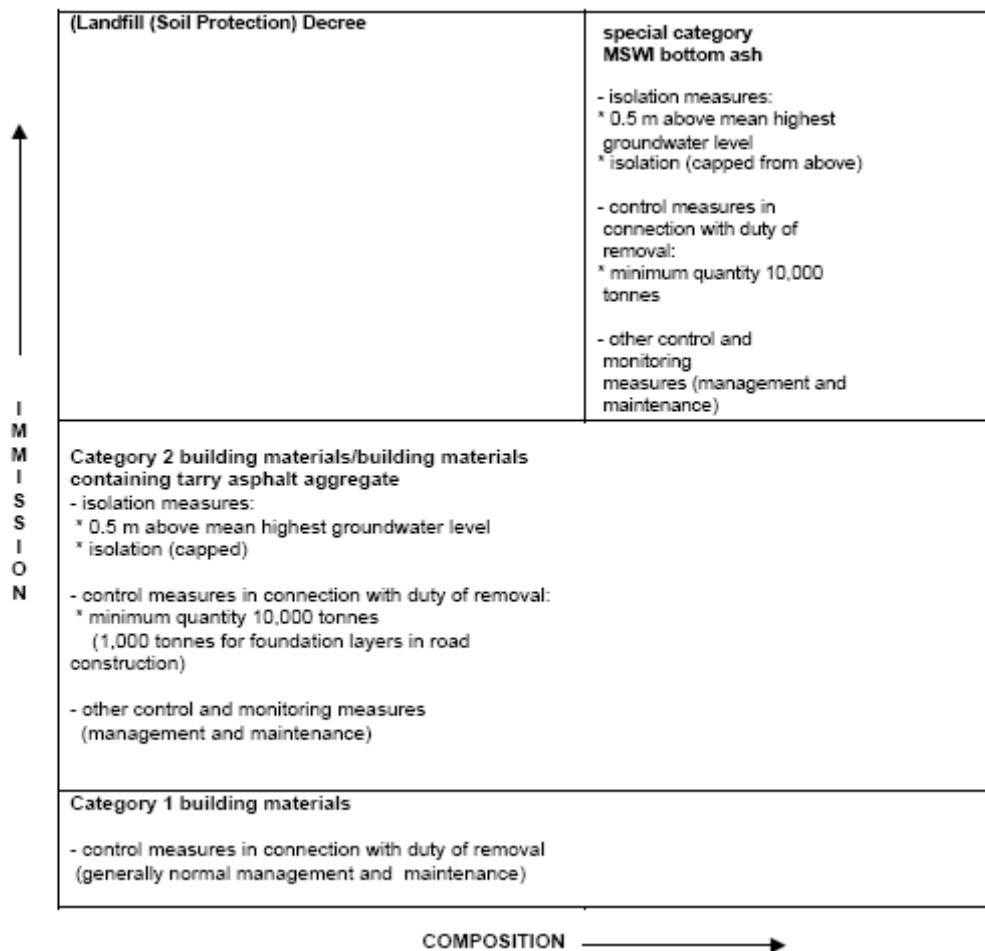 (Landfill (Soil Protection) Decree
special category
MSWI bottom ash
- isolation measures:
* 0.5 m above mean highest
groundwater level
* isolation (capped from above)
- control measures in
connection with duty of
removal:
* minimum quantity 10,000
tonnes
- other control and
monitoring
measures (management and
maintenance)
IMMISSION
Category 2 building materials/building materials
containing tarry asphalt aggregate
- isolation measures:
* 0.5 m above mean highest groundwater level
* isolation (capped)
- control measures in connection with duty of removal:
* minimum quantity 10,000 tonnes
(1,000 tonnes for foundation layers in road
construction)
- other control and monitoring measures
(management and maintenance)
Category 1 building materials
- control measures in connection with duty of removal
(generally normal management and maintenance)
COMPOSITION